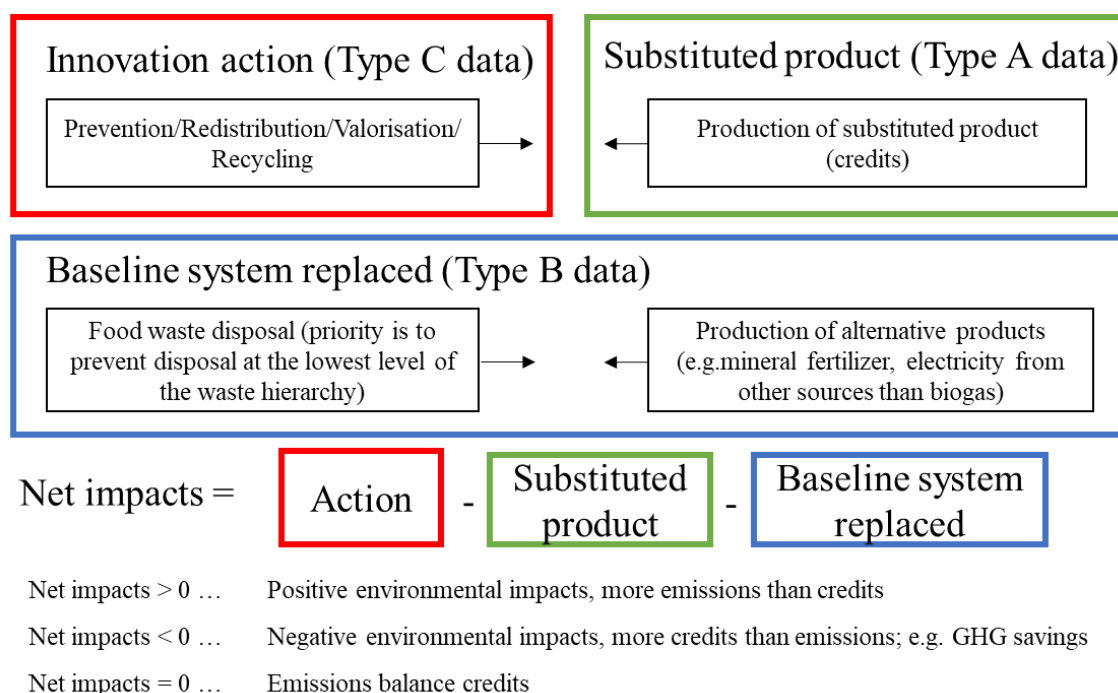 Innovation action (Type C data)
Prevention/Redistribution/Valorisation/
Recycling
Substituted product (Type A data)
Production of substituted product
(credits)
Baseline system replaced (Type B data)
Food waste disposal (priority is to
prevent disposal at the lowest level of
the waste hierarchy)
Production of alternative products
(e.g.mineral fertilizer, electricity from
other sources than biogas)
Net impacts =
Action
-
Substituted
product
-
Baseline system
replaced
Net impacts > 0 … Positive environmental impacts, more emissions than credits
Net impacts < 0 … Negative environmental impacts, more credits than emissions; e.g. GHG savings
Net impacts = 0 … Emissions balance credits